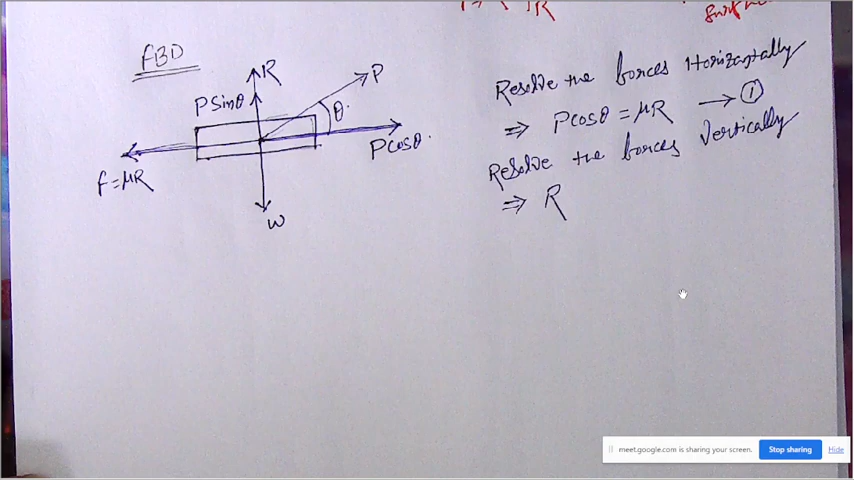 FBD
R
P
PSinθ
θ
Pcosθ
f=μR
W
Resolve the forces Horizantally
⇒ Pcosθ = μR → ①
Resolve the forces Vertically
⇒ R
meet.google.com is sharing your screen.
Stop sharing
Hide